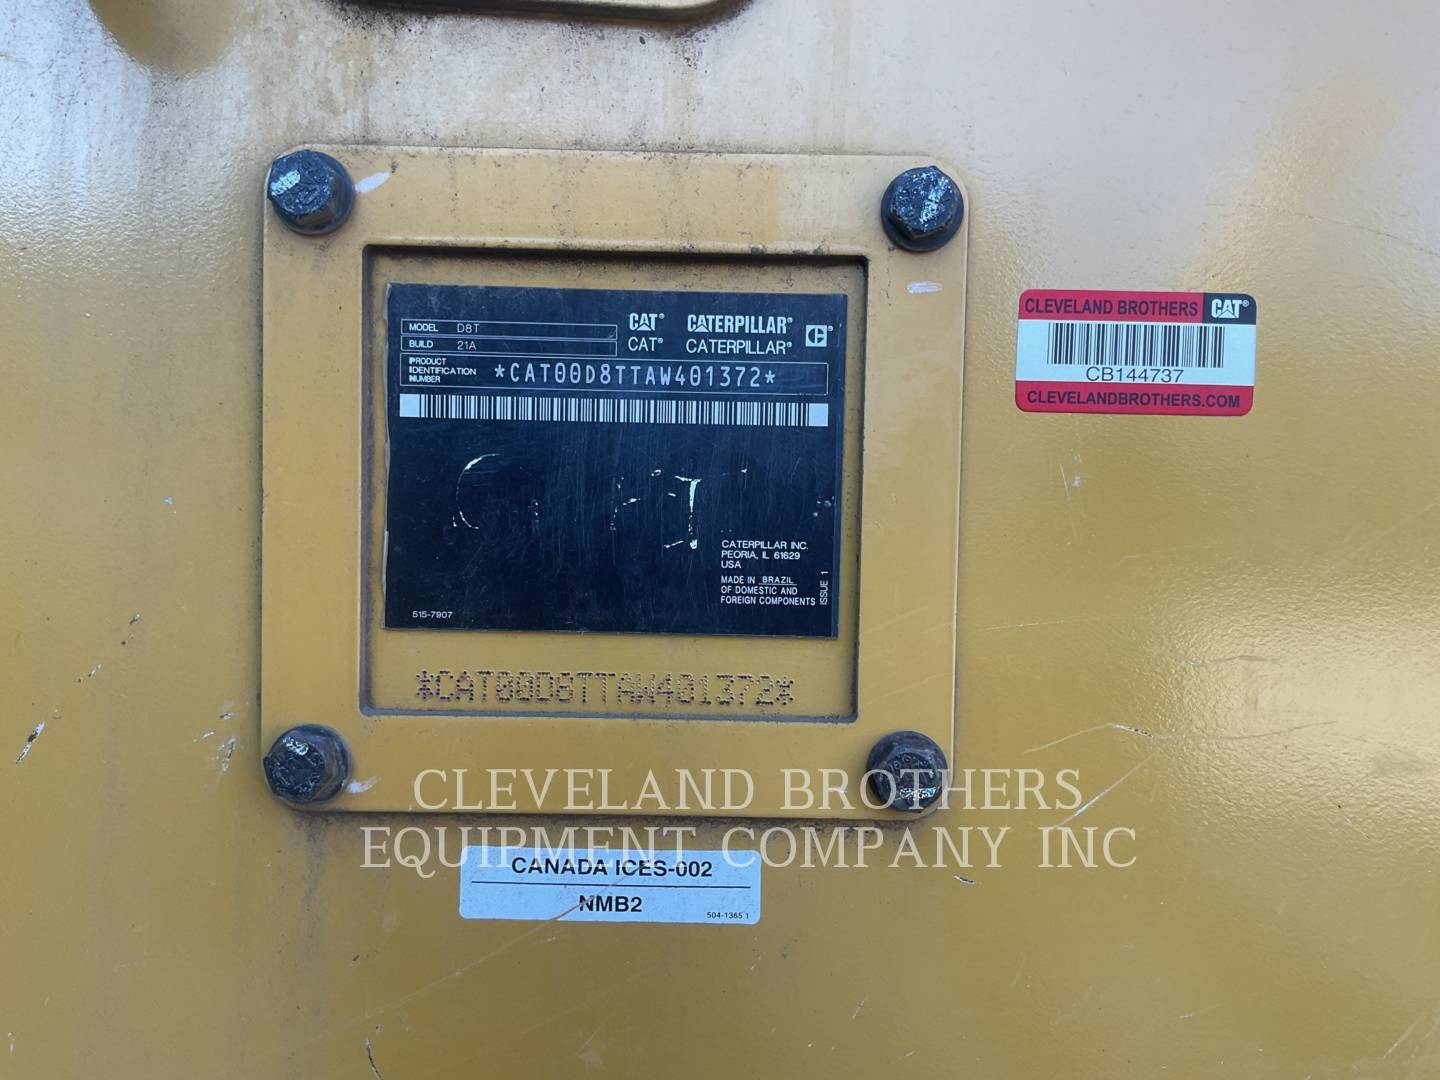 MODEL D8T
BUILD 21A
CAT® CATERPILLAR®
CAT® CATERPILLAR® C®
PRODUCT
IDENTIFICATION
NUMBER
*CAT00D8TTAW401372*
CATERPILLAR INC.
PEORIA, IL 61629
USA
MADE IN BRAZIL
OF DOMESTIC AND
FOREIGN COMPONENTS
ISSUE 1
515-7907
*CAT00D8TTAW401372*
CLEVELAND BROTHERS CAT®
CB144737
CLEVELANDBROTHERS.COM
CLEVELAND BROTHERS
EQUIPMENT COMPANY INC
CANADA ICES-002
NMB2
504-1365 1